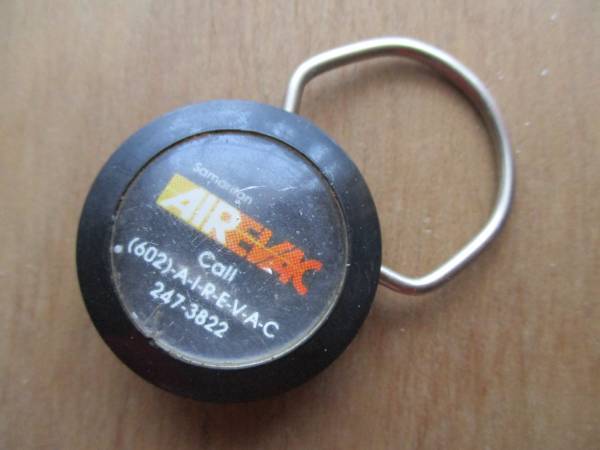 Samaritan
AIREVAC
Call
(602)-A-I-R-E-V-A-C
247-3822